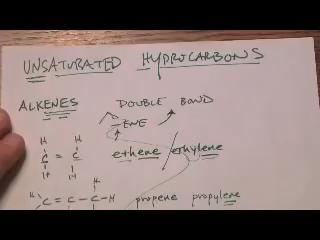 UNSATURATED HYDROCARBONS
ALKENES DOUBLE BOND
-ENE
H H
C = C ethene/ethylene
H H
H H
C = C - C - H propene propylene
H